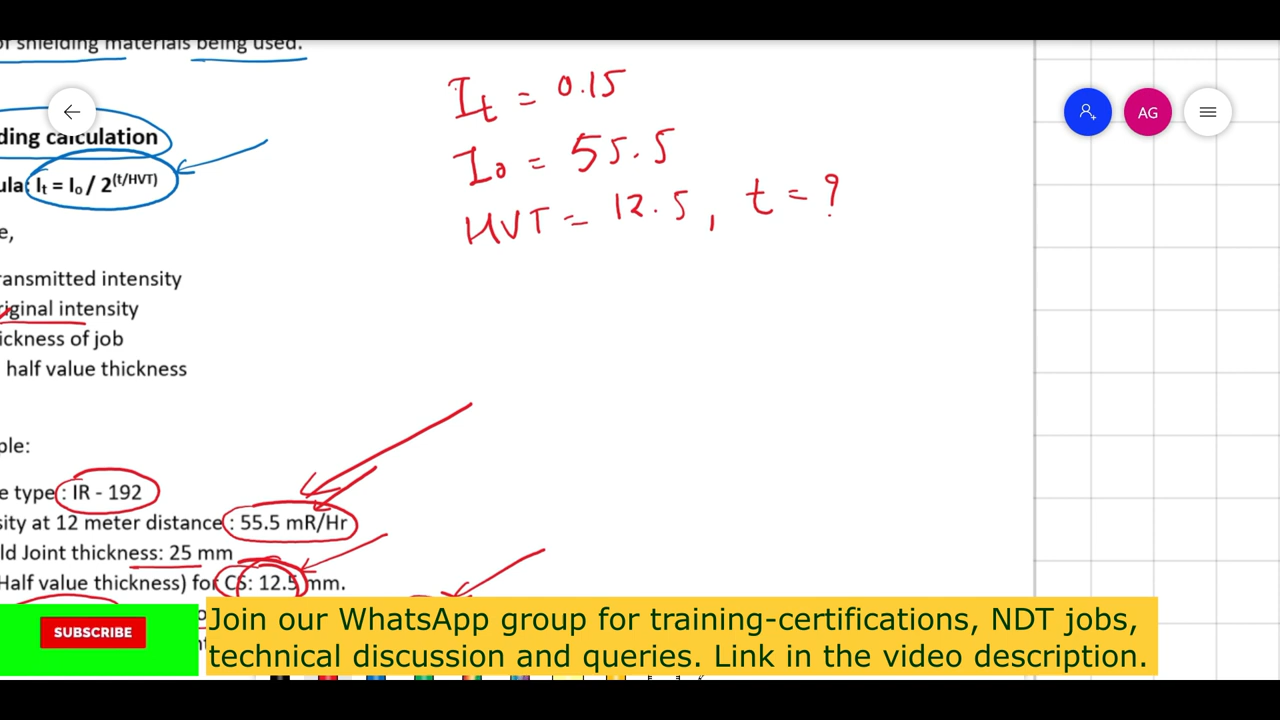 of shielding materials being used.
It = 0.15
AG
ding calculation
Io = 55.5
ula: It = Io / 2(t/HVT)
HVT = 12.5, t = ?
e,
ransmitted intensity
riginal intensity
ickness of job
half value thickness
ple:
e type : IR - 192
sity at 12 meter distance : 55.5 mR/Hr
ld Joint thickness: 25 mm
Half value thickness) for CS: 12.5 mm.
SUBSCRIBE
Join our WhatsApp group for training-certifications, NDT jobs,
technical discussion and queries. Link in the video description.